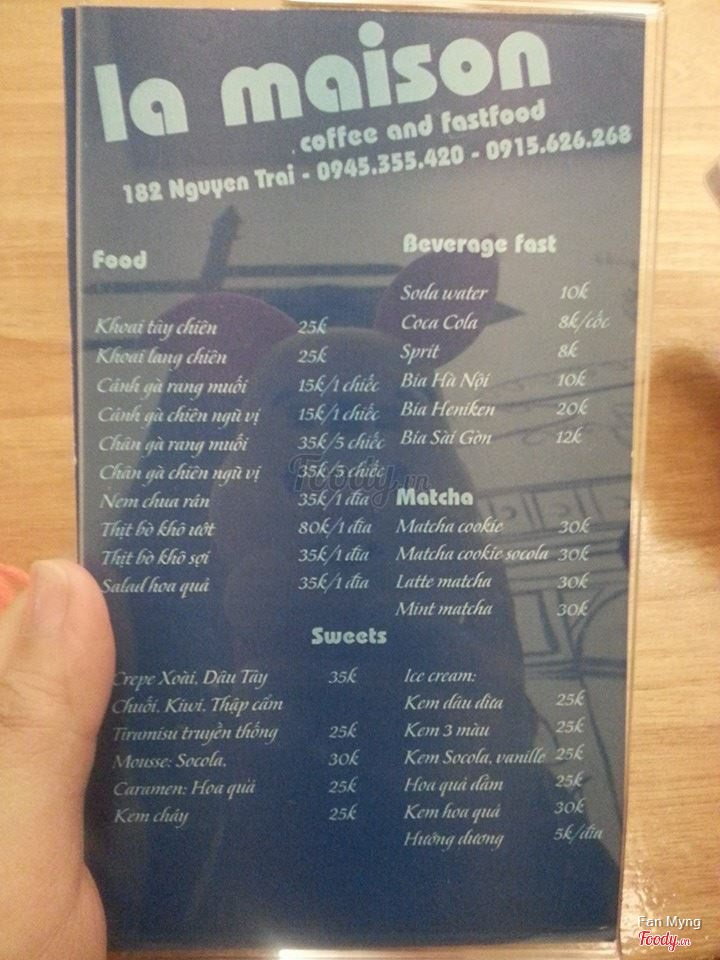 la maison
coffee and fastfood
182 Nguyen Trai - 0945.355.420 - 0915.626.268
Food
Khoai tây chiên 25k
Khoai lang chiên 25k
Cánh gà rang muối 15k/1 chiếc
Cánh gà chiên ngũ vị 15k/1 chiếc
Chân gà rang muối 35k/5 chiếc
Chân gà chiên ngũ vị 35k/5 chiếc
Nem chua rán 35k/1 đĩa
Thịt bò khô ướt 80k/1 đĩa
Thịt bò khô sợi 35k/1 đĩa
Salad hoa quả 35k/1 đĩa
Beverage fast
Soda water 10k
Coca Cola 8k/cốc
Sprit 8k
Bia Hà Nội 10k
Bia Heniken 20k
Bia Sài Gòn 12k
Matcha
Matcha cookie 30k
Matcha cookie socola 30k
Latte matcha 30k
Mint matcha 30k
Sweets
Crepe Xoài, Dâu Tây 35k
Chuối, Kiwi, Thập cẩm
Tiramisu truyền thống 25k
Mousse: Socola, 30k
Caramen: Hoa quả 25k
Kem cháy 25k
Ice cream:
Kem dâu dừa 25k
Kem 3 màu 25k
Kem Socola, vanille 25k
Hoa quả dầm 25k
Kem hoa quả 30k
Hướng dương 5k/đĩa
Foody.vn
Fan Myng
Foody.vn